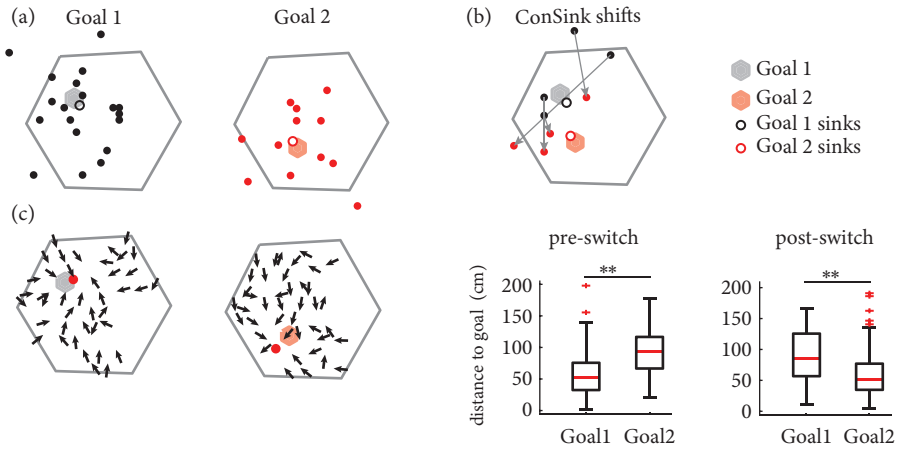 (a)
Goal 1
Goal 2
(b)
ConSink shifts
Goal 1
Goal 2
Goal 1 sinks
Goal 2 sinks
(c)
pre-switch
post-switch
distance to goal (cm)
200
150
100
50
0
**
Goal1 Goal2
200
150
100
50
0
**
Goal1 Goal2